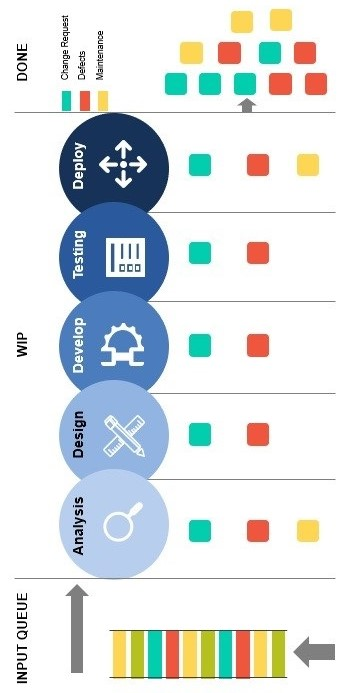 DONE
Change Request
Defects
Maintenance
Deploy
Testing
WIP
Develop
Design
Analysis
INPUT QUEUE